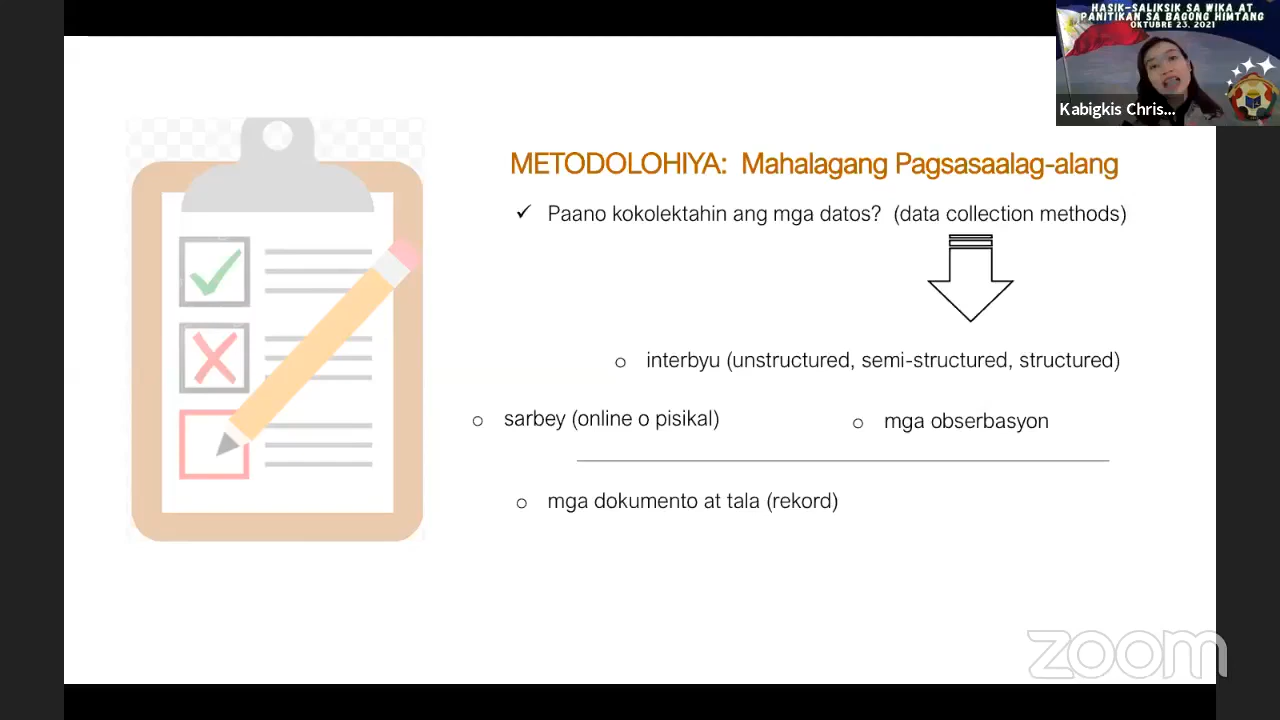 HASIK-SALIKSIK SA WIKA AT
PANITIKAN SA BAGONG HIMTANG
OKTUBRE 23, 2021
Kabigkis Chris...
METODOLOHIYA: Mahalagang Pagsasaalag-alang
✓ Paano kokolektahin ang mga datos? (data collection methods)
o interbyu (unstructured, semi-structured, structured)
o sarbey (online o pisikal)
o mga obserbasyon
o mga dokumento at tala (rekord)
zoom